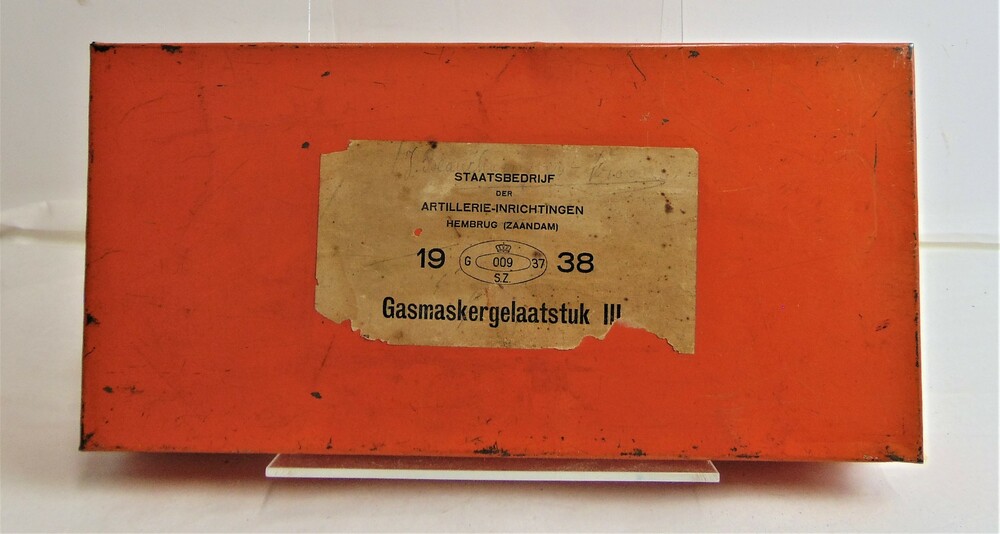 STAATSBEDRIJF
DER
ARTILLERIE-INRICHTINGEN
HEMBRUG (ZAANDAM)
19 G 009 37 38
S.Z.
Gasmaskergelaatstuk III